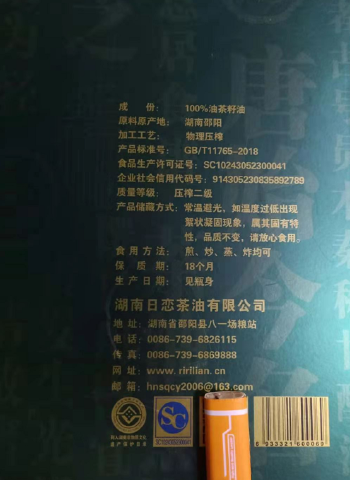 成    份： 100%油茶籽油
原料原产地： 湖南邵阳
加工工艺： 物理压榨
产品标准号： GB/T11765-2018
食品生产许可证号：SC10243052300041
企业社会信用代码号：914305230835892789
质量等级： 压榨二级
产品储藏方式： 常温避光，如温度过低出现
絮状凝固现象，属其固有特
性，品质不变，请放心食用。
食用方法： 煎、炒、蒸、炸均可
保 质 期： 18个月
生产日期： 见瓶身
湖南日恋茶油有限公司
地 址：湖南省邵阳县八一场粮站
电 话：0086-739-6826115
传 真：0086-739-6869888
网 址：www.ririlian.cn
邮 箱：hnsqcy2006@163.com
SC